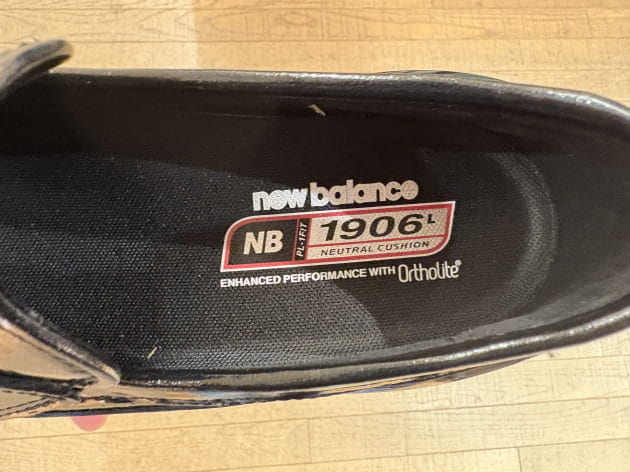 new balance
NB PL-1FIT 1906L
NEUTRAL CUSHION
ENHANCED PERFORMANCE WITH OrthoLite®